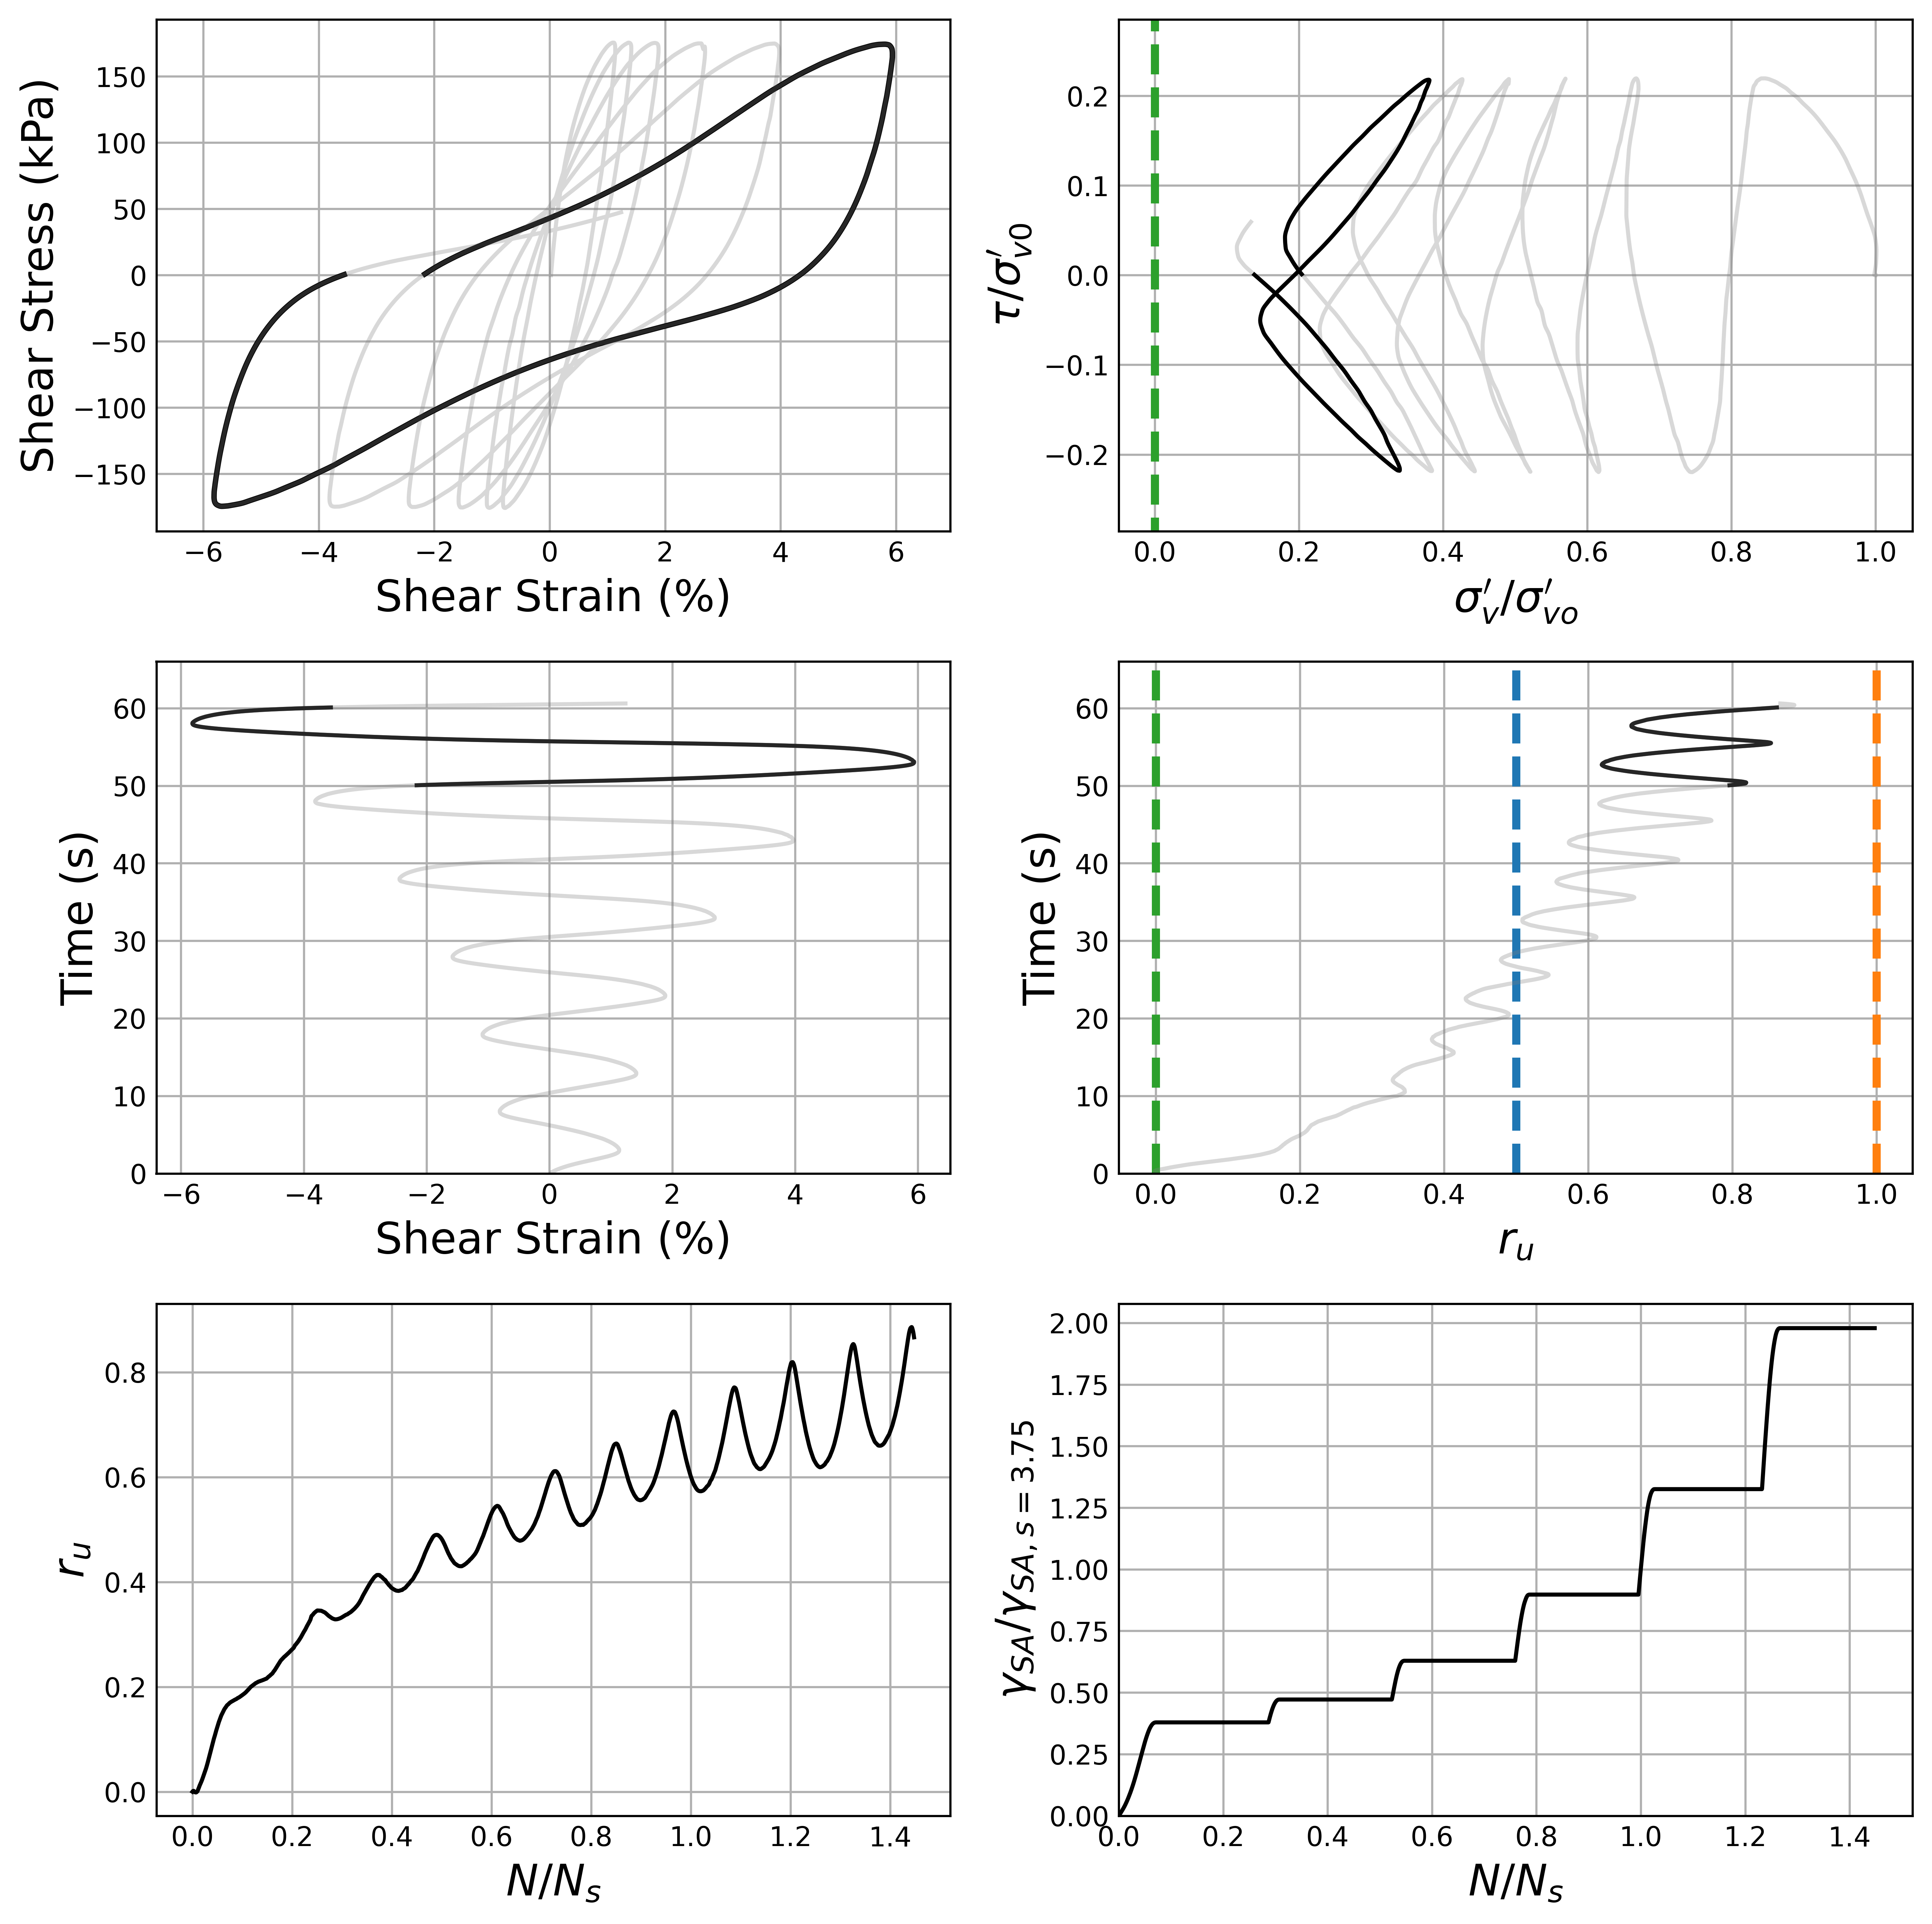 Shear Stress (kPa)
150
100
50
0
−50
−100
−150
−6 −4 −2 0 2 4 6
Shear Strain (%)
τ/σ′v0
0.2
0.1
0.0
−0.1
−0.2
0.0 0.2 0.4 0.6 0.8 1.0
σ′v/σ′vo
Time (s)
60
50
40
30
20
10
0
−6 −4 −2 0 2 4 6
Shear Strain (%)
Time (s)
60
50
40
30
20
10
0
0.0 0.2 0.4 0.6 0.8 1.0
ru
ru
0.8
0.6
0.4
0.2
0.0
0.0 0.2 0.4 0.6 0.8 1.0 1.2 1.4
N/Ns
γSA/γSA, s = 3.75
2.00
1.75
1.50
1.25
1.00
0.75
0.50
0.25
0.00
0.0 0.2 0.4 0.6 0.8 1.0 1.2 1.4
N/Ns